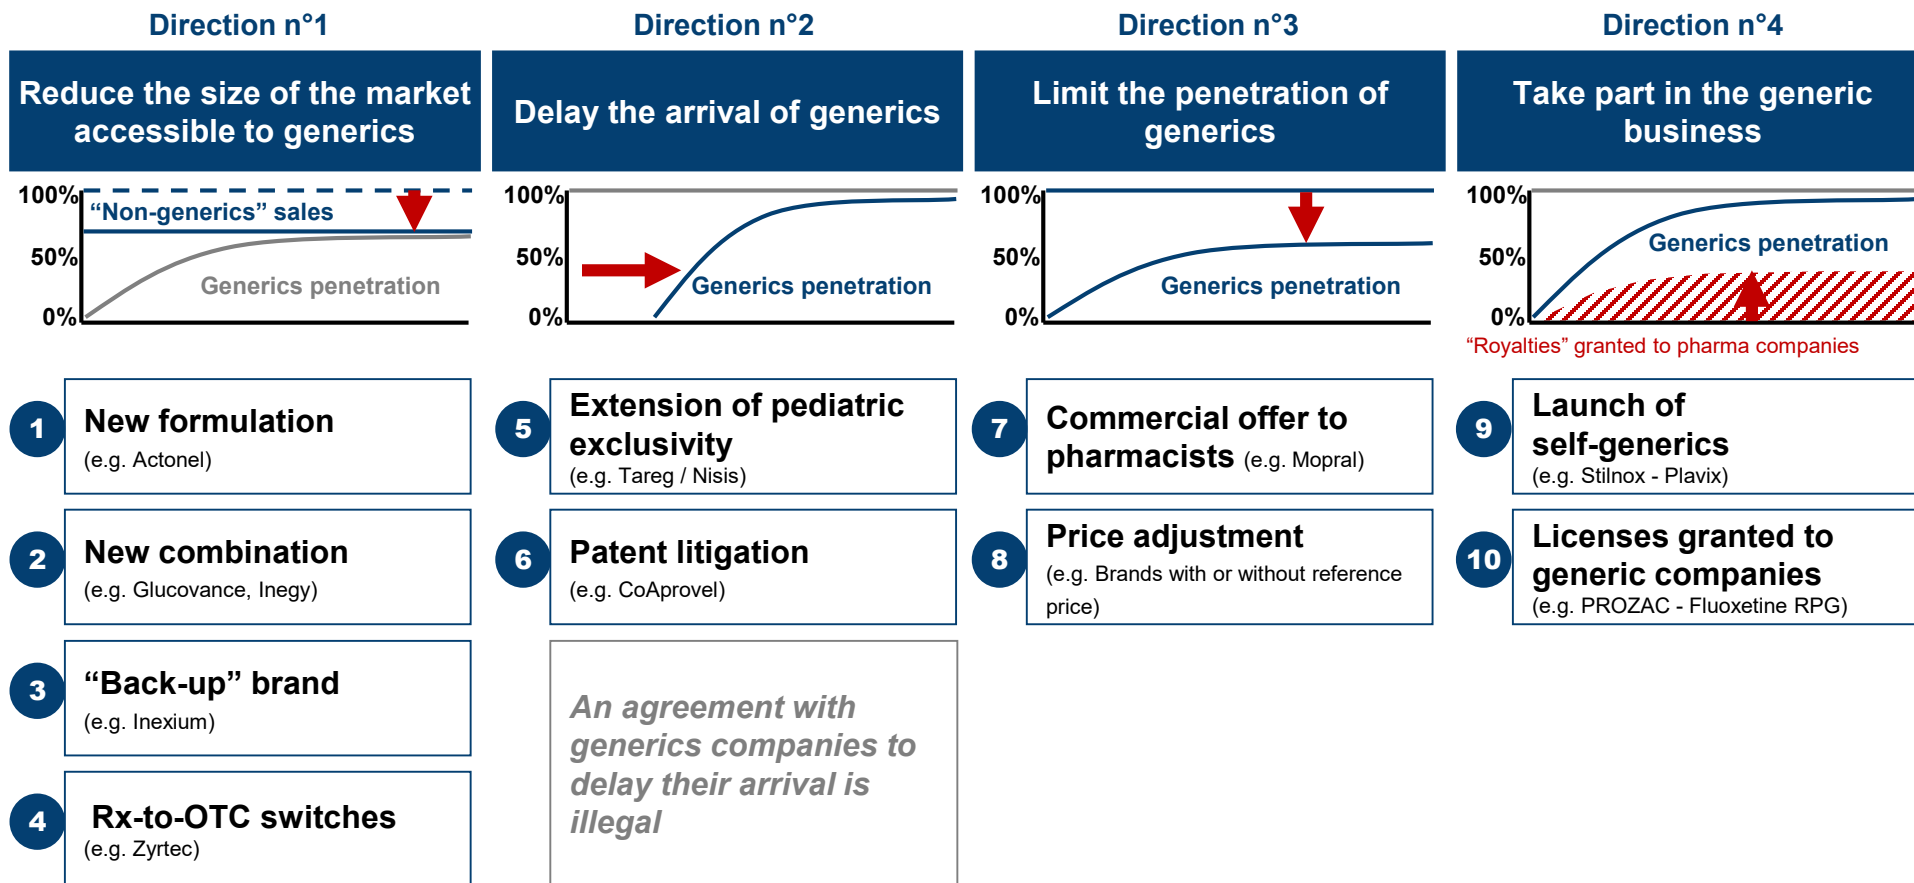 Direction n°1
Reduce the size of the market
accessible to generics
100%
“Non-generics” sales
50%
Generics penetration
0%
1
New formulation
(e.g. Actonel)
2
New combination
(e.g. Glucovance, Inegy)
3
“Back-up” brand
(e.g. Inexium)
4
Rx-to-OTC switches
(e.g. Zyrtec)
Direction n°2
Delay the arrival of generics
100%
50%
Generics penetration
0%
5
Extension of pediatric
exclusivity
(e.g. Tareg / Nisis)
6
Patent litigation
(e.g. CoAprovel)
An agreement with
generics companies to
delay their arrival is
illegal
Direction n°3
Limit the penetration of
generics
100%
50%
Generics penetration
0%
7
Commercial offer to
pharmacists (e.g. Mopral)
8
Price adjustment
(e.g. Brands with or without reference
price)
Direction n°4
Take part in the generic
business
100%
Generics penetration
50%
0%
“Royalties” granted to pharma companies
9
Launch of
self-generics
(e.g. Stilnox - Plavix)
10
Licenses granted to
generic companies
(e.g. PROZAC - Fluoxetine RPG)